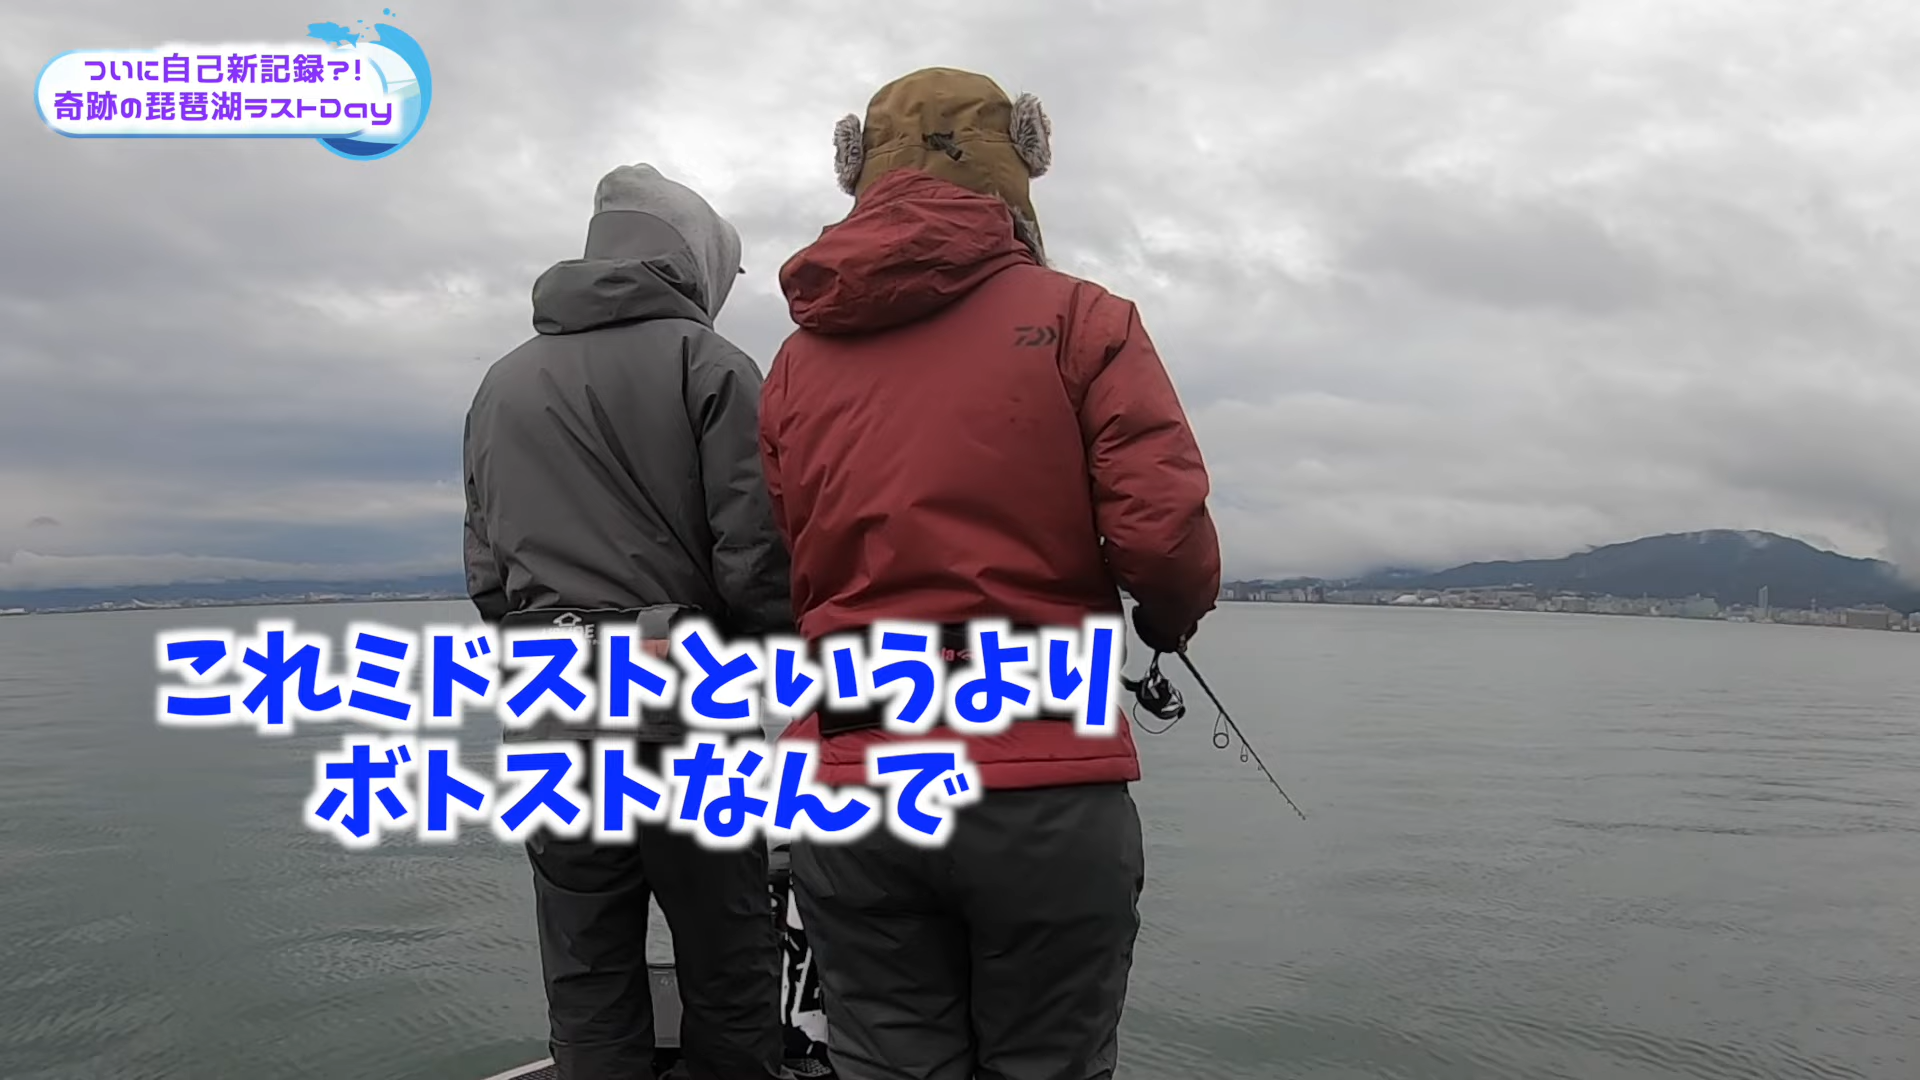 ついに自己新記録?!
奇跡の琵琶湖ラストDay
これミドストというより
ボトストなんで